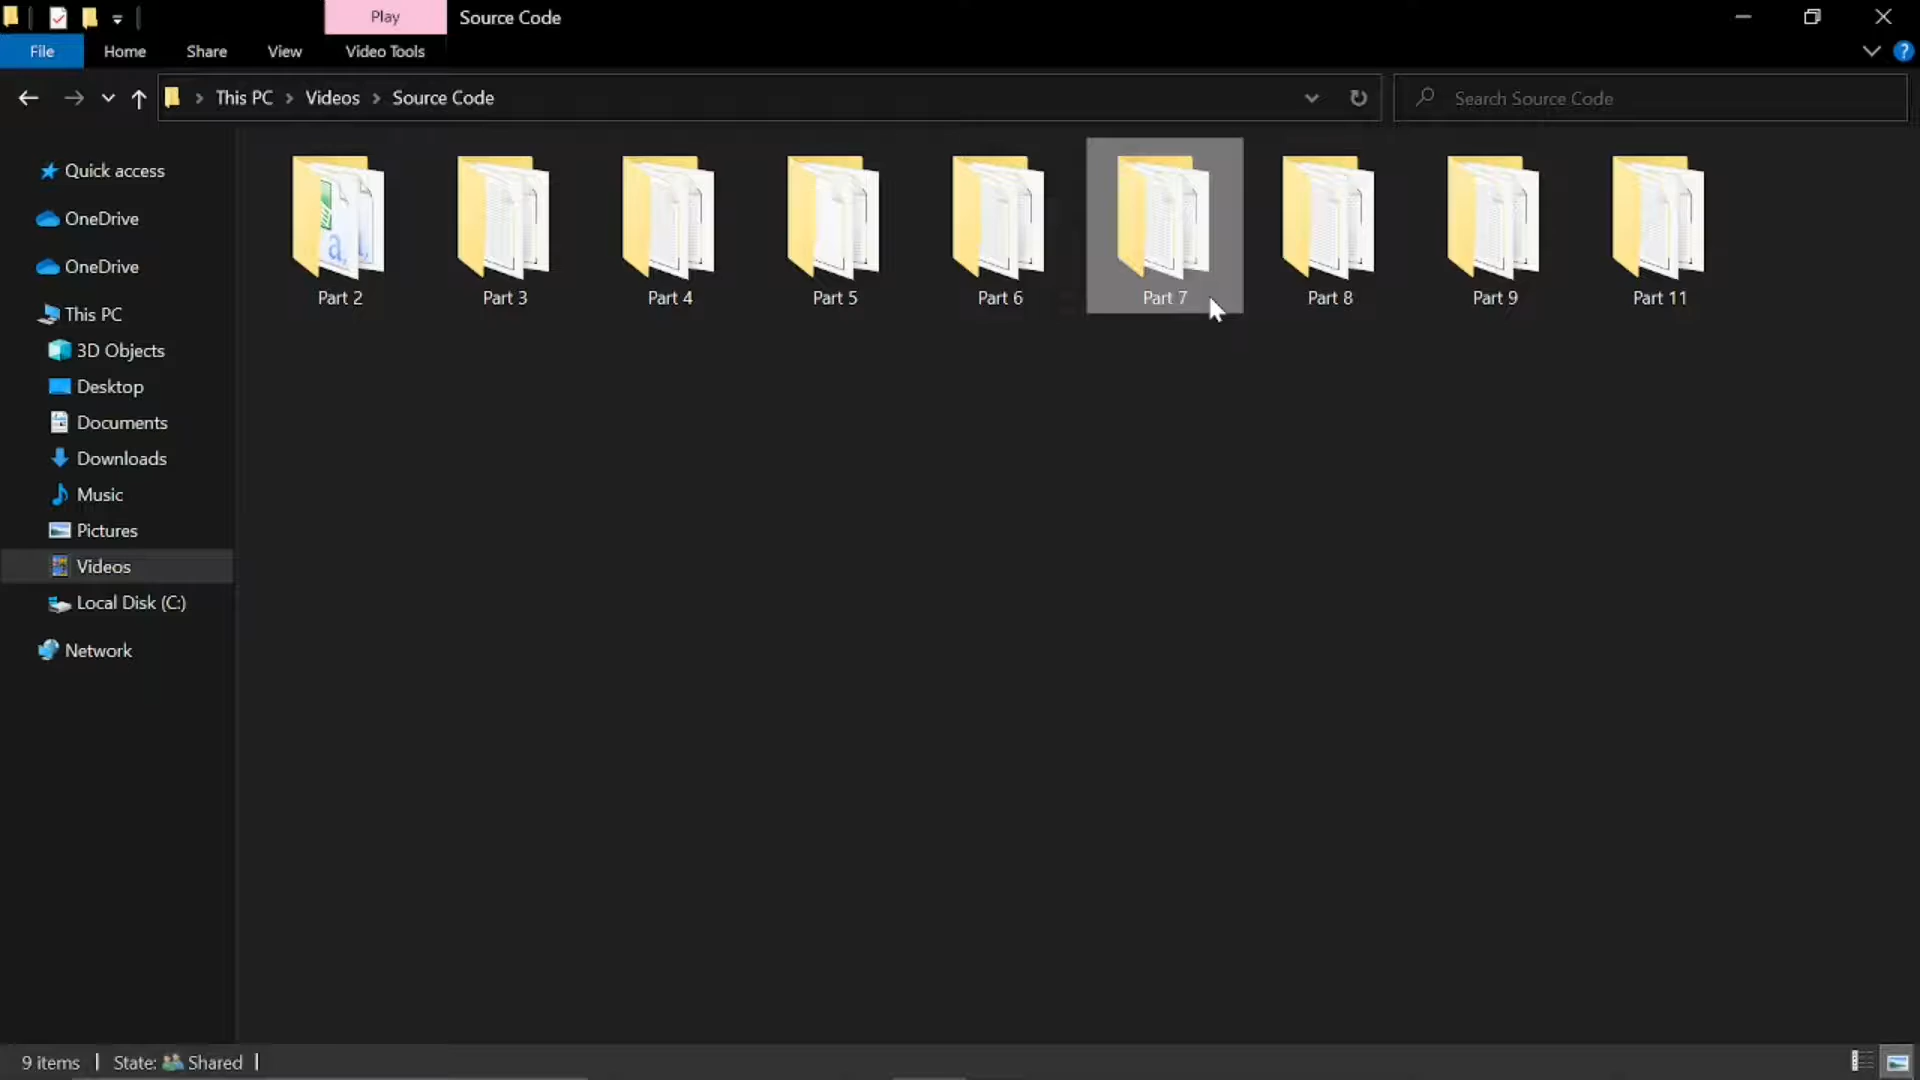 Play
Source Code
File
Home
Share
View
Video Tools
This PC
Videos
Source Code
Search Source Code
Quick access
OneDrive
OneDrive
This PC
3D Objects
Desktop
Documents
Downloads
Music
Pictures
Videos
Local Disk (C:)
Network
Part 2
Part 3
Part 4
Part 5
Part 6
Part 7
Part 8
Part 9
Part 11
9 items
State: Shared